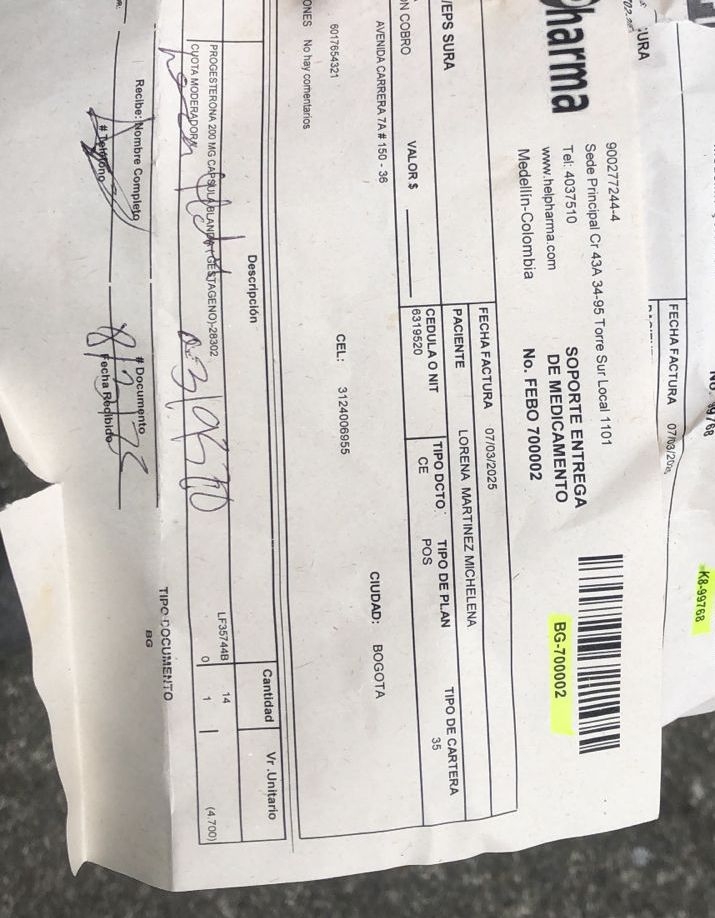 URA
FECHA FACTURA 07/03/20
No. 99768
K8-99768
Pharma
900277244-4
Sede Principal Cr 43A 34-95 Torre Sur Local 1101
Tel: 4037510
www.helpharma.com
Medellín-Colombia
SOPORTE ENTREGA
DE MEDICAMENTO
No. FEBO 700002
BG-700002
/EPS SURA
FECHA FACTURA 07/03/2025
PACIENTE LORENA MARTINEZ MICHELENA
ON COBRO VALOR $
CEDULA O NIT TIPO DCTO TIPO DE PLAN TIPO DE CARTERA
6319520 CE POS 35
AVENIDA CARRERA 7A # 150 - 36
CIUDAD: BOGOTA
6017654321 CEL: 3124006955
ONES No hay comentarios
Descripción Cantidad Vr .Unitario
PROGESTERONA 200 MG CAPSULA BLANDA (GESTAGENO)-28302 LF35744B 14
CUOTA MODERADORA 0 1 (4.700)
Recibe: Nombre Completo # Documento TIPO DOCUMENTO
BG
# Teléfono Fecha Recibido